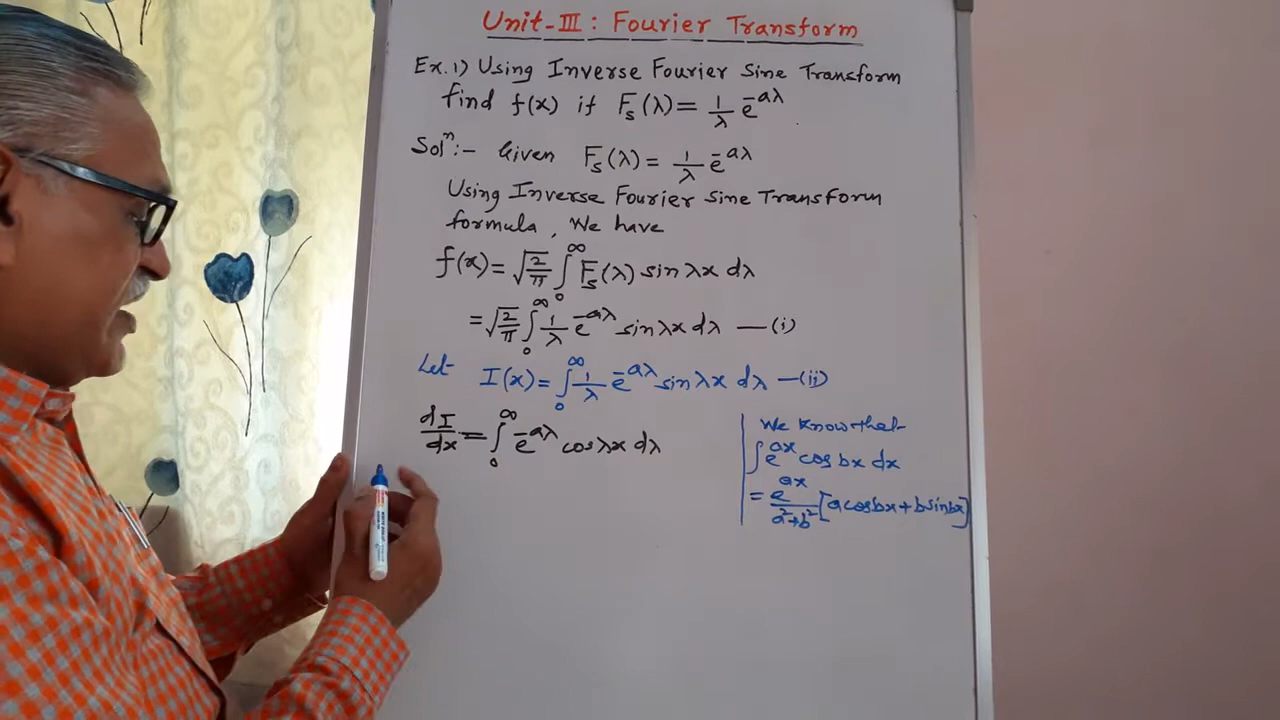 Unit-III : Fourier Transform
Ex.1) Using Inverse Fourier Sine Transform
find f(x) if Fs(λ) = 1/λ e^-aλ
Solⁿ:- Given Fs(λ) = 1/λ e^-aλ
Using Inverse Fourier Sine Transform
formula, We have
f(x) = √(2/π) ∫₀^∞ Fs(λ) sin λx dλ
= √(2/π) ∫₀^∞ 1/λ e^-aλ sin λx dλ —(i)
Let I(x) = ∫₀^∞ 1/λ e^-aλ sin λx dλ —(ii)
dI/dx = ∫₀^∞ e^-aλ cos λx dλ
We know that
∫ e^ax cos bx dx
= e^ax/(a²+b²) [a cos bx + b sin bx]